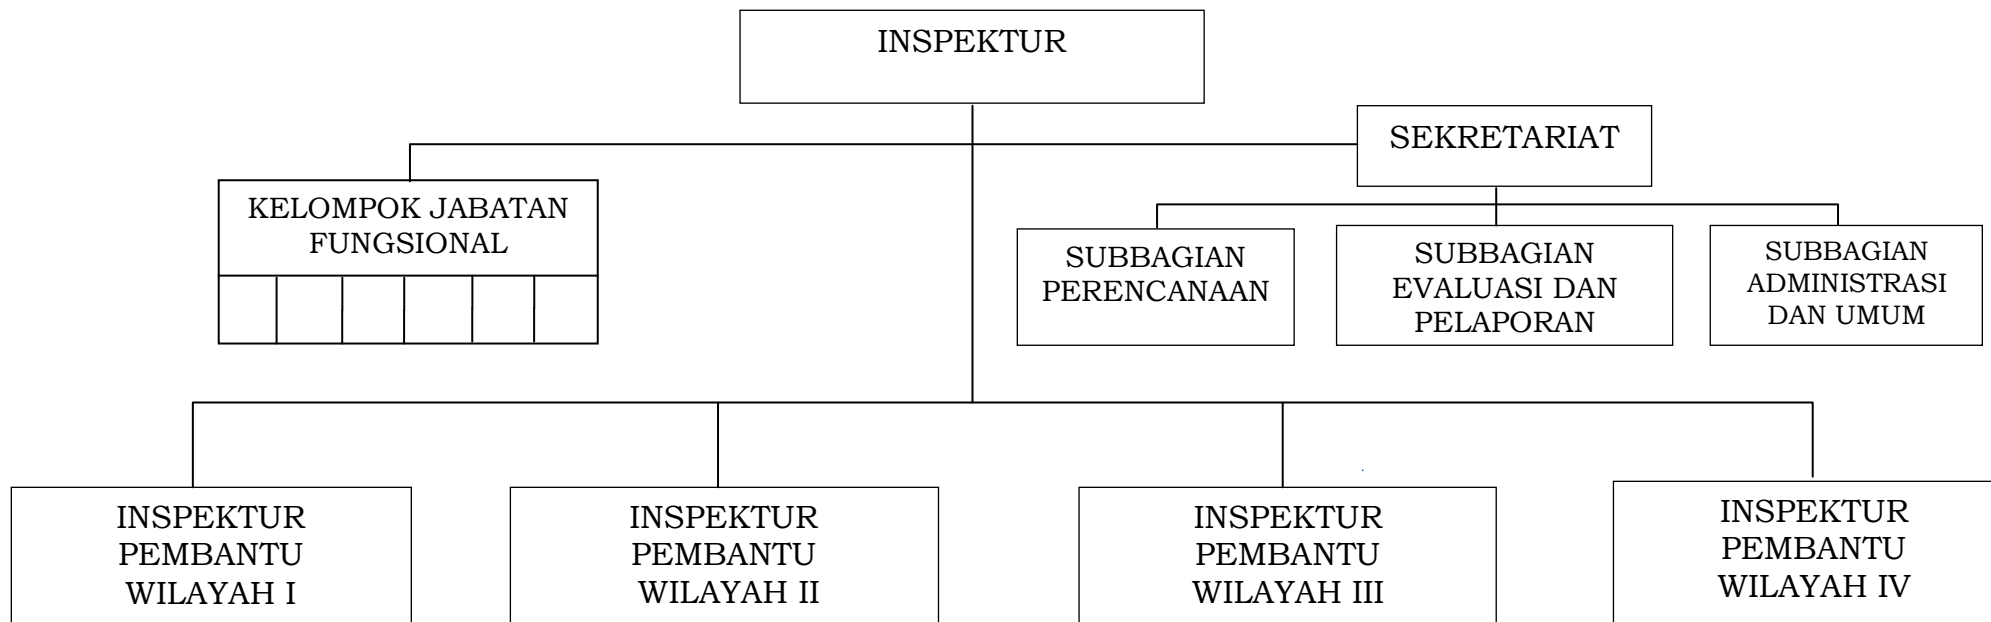 INSPEKTUR
SEKRETARIAT
KELOMPOK JABATAN
FUNGSIONAL
SUBBAGIAN
PERENCANAAN
SUBBAGIAN
EVALUASI DAN
PELAPORAN
SUBBAGIAN
ADMINISTRASI
DAN UMUM
INSPEKTUR
PEMBANTU
WILAYAH I
INSPEKTUR
PEMBANTU
WILAYAH II
INSPEKTUR
PEMBANTU
WILAYAH III
INSPEKTUR
PEMBANTU
WILAYAH IV